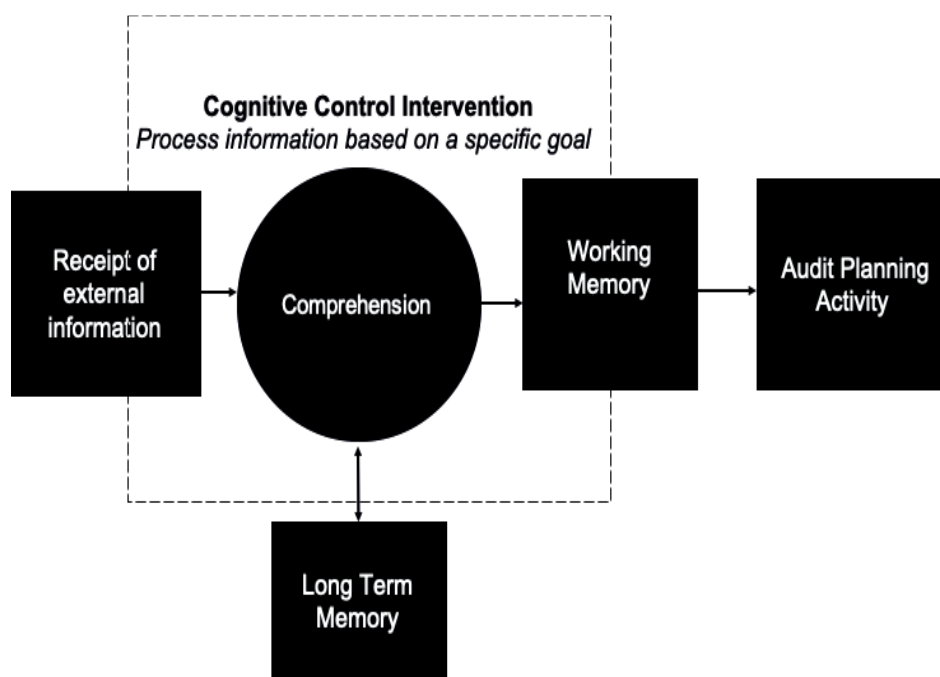 Cognitive Control Intervention
Process information based on a specific goal
Receipt of
external
information
Comprehension
Working
Memory
Audit Planning
Activity
Long Term
Memory